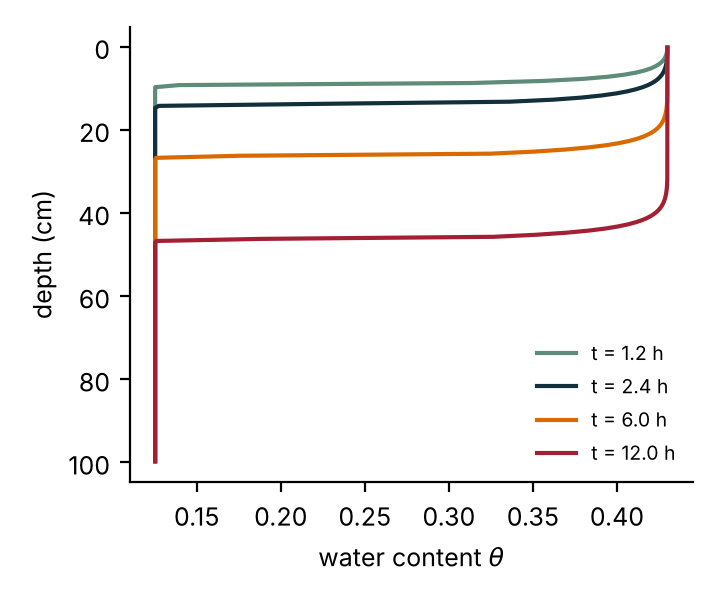 0
20
40
60
80
100
depth (cm)
t = 1.2 h
t = 2.4 h
t = 6.0 h
t = 12.0 h
0.15 0.20 0.25 0.30 0.35 0.40
water content θ